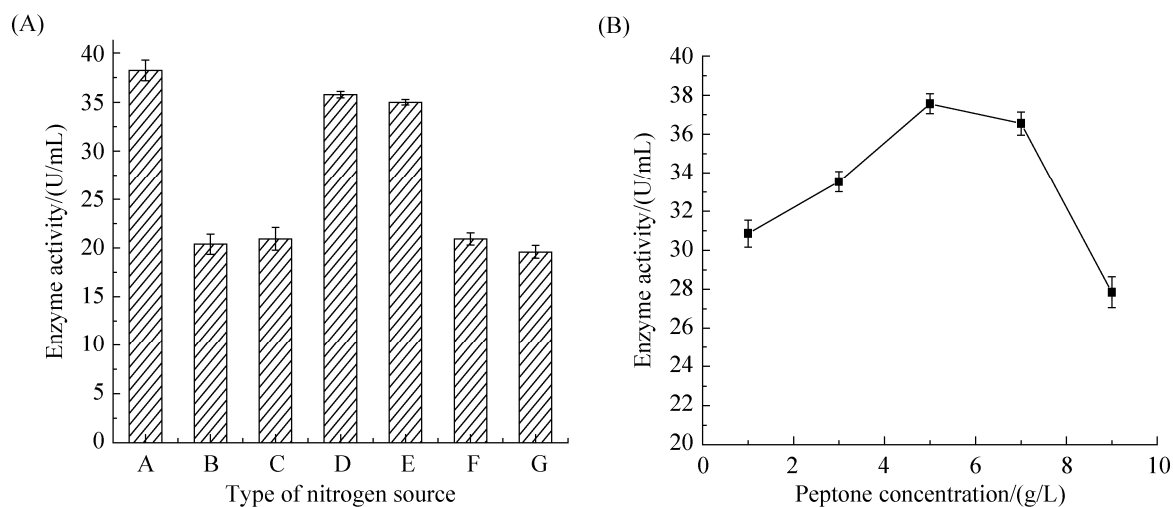 (A)
Enzyme activity/(U/mL)
40
35
30
25
20
15
10
5
0
A B C D E F G
Type of nitrogen source
(B)
Enzyme activity/(U/mL)
40
38
36
34
32
30
28
26
24
22
20
0 2 4 6 8 10
Peptone concentration/(g/L)